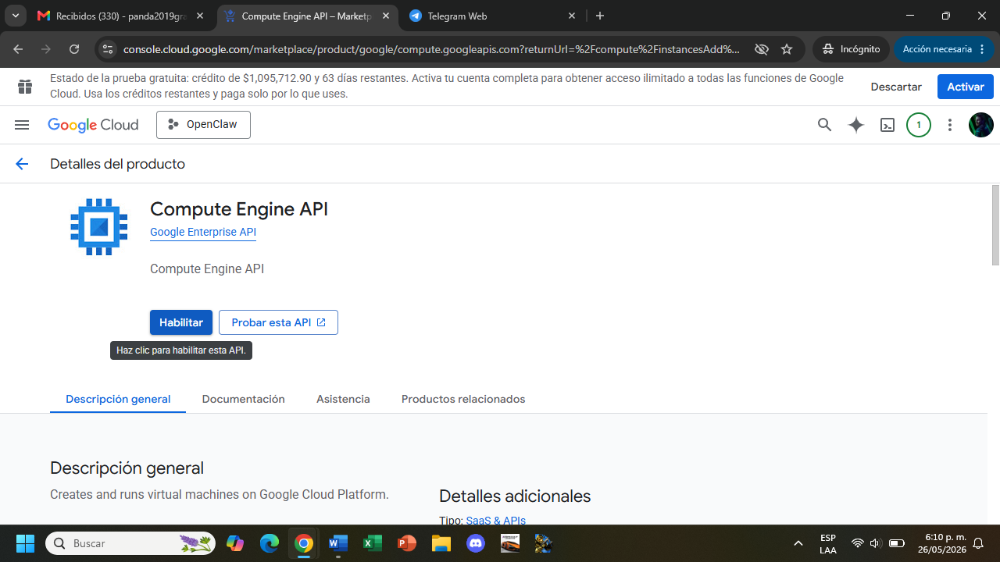 Recibidos (330) - panda2019gra
Compute Engine API – Marketp
Telegram Web
console.cloud.google.com/marketplace/product/google/compute.googleapis.com?returnUrl=%2Fcompute%2FinstancesAdd%...
Incógnito
Acción necesaria
Estado de la prueba gratuita: crédito de $1,095,712.90 y 63 días restantes. Activa tu cuenta completa para obtener acceso ilimitado a todas las funciones de Google
Cloud. Usa los créditos restantes y paga solo por lo que uses.
Descartar
Activar
Google Cloud
OpenClaw
1
Detalles del producto
Compute Engine API
Google Enterprise API
Compute Engine API
Habilitar
Probar esta API
Haz clic para habilitar esta API.
Descripción general
Documentación
Asistencia
Productos relacionados
Descripción general
Creates and runs virtual machines on Google Cloud Platform.
Detalles adicionales
Tipo: SaaS & APIs
Buscar
ESP
LAA
6:10 p. m.
26/05/2026